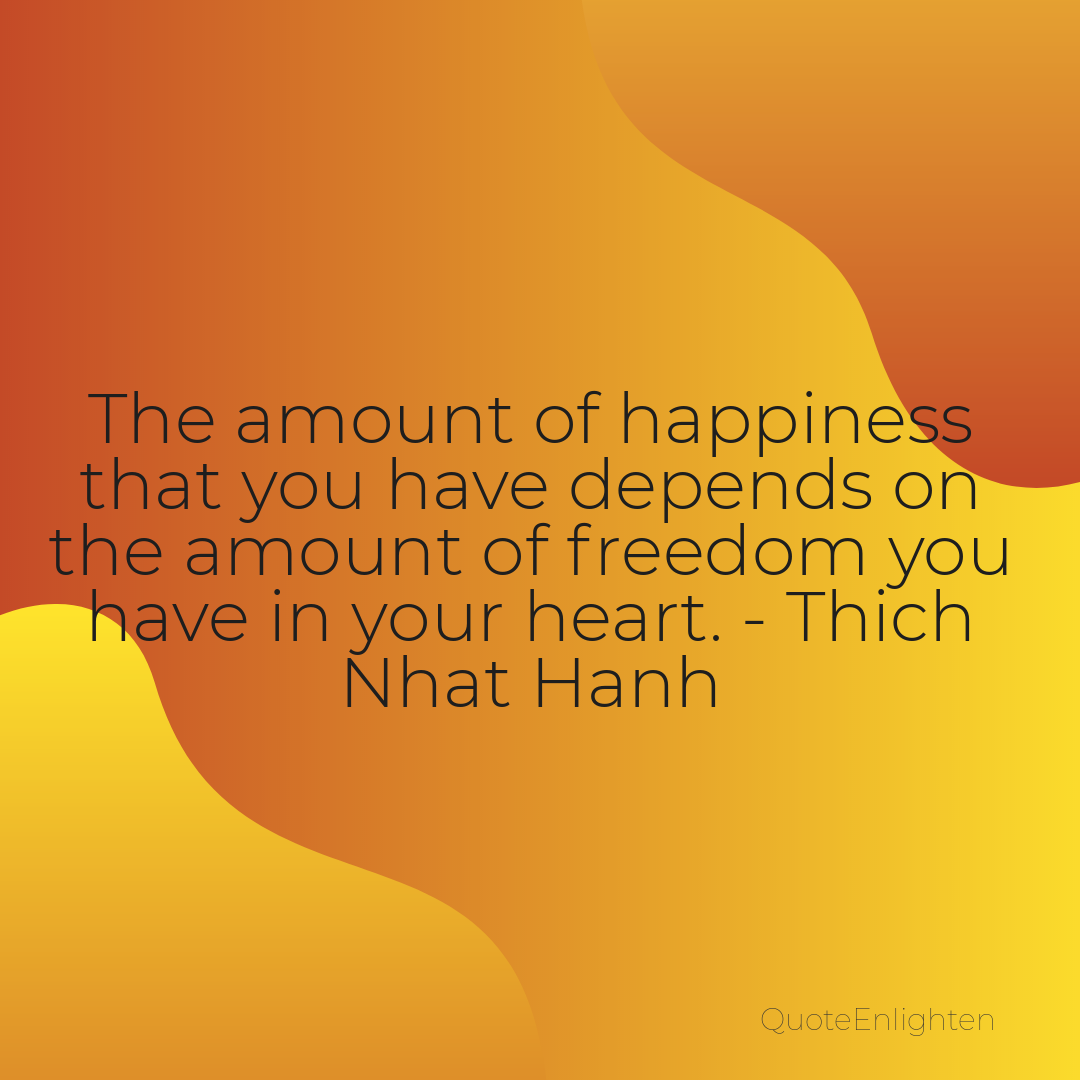 The amount of happiness
that you have depends on
the amount of freedom you
have in your heart. - Thich
Nhat Hanh
QuoteEnlighten